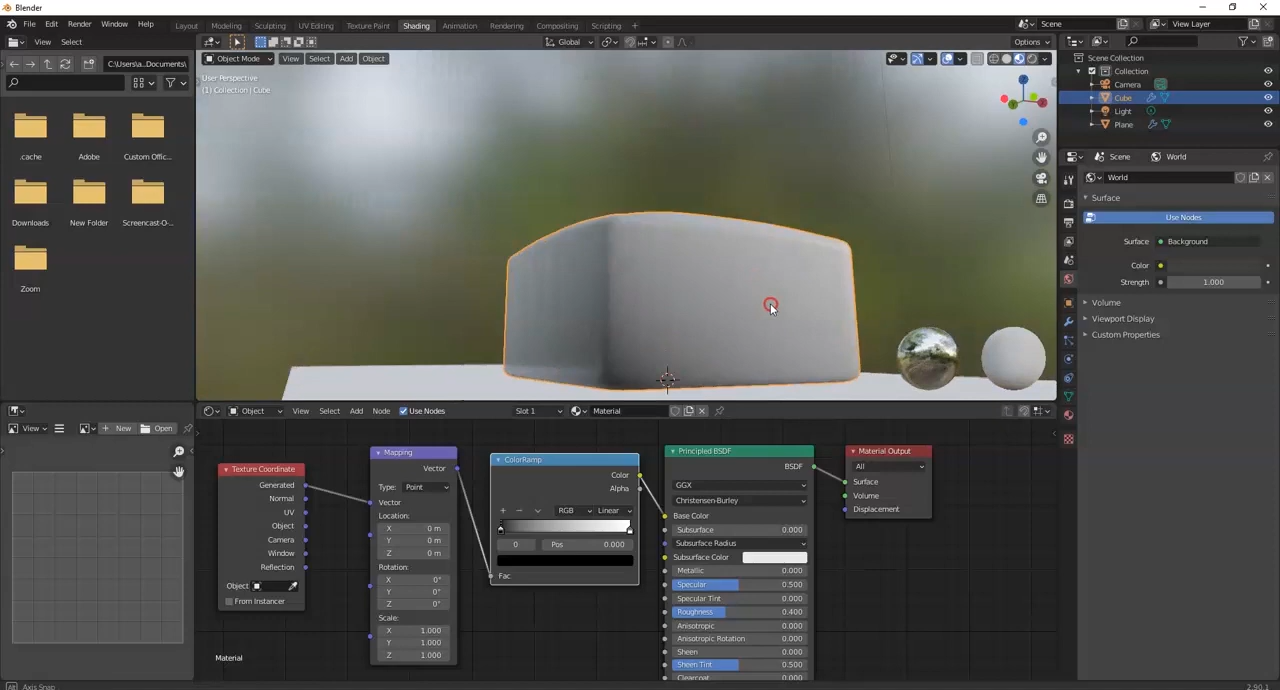 Blender
File Edit Render Window Help Layout Modeling Sculpting UV Editing Texture Paint Shading Animation Rendering Compositing Scripting + Scene View Layer
View Select Global Options
C:\Users\a..Documents\ Object Mode View Select Add Object
User Perspective
(1) Collection | Cube
Scene Collection
Collection
Camera
Cube
Light
Plane
.cache Adobe Custom Offic...
Downloads New Folder Screencast-O-...
Zoom
Scene World
World
Surface
Use Nodes
Surface Background
Color
Strength 1.000
Volume
Viewport Display
Custom Properties
Object View Select Add Node Use Nodes Slot 1 Material
View New Open
Texture Coordinate
Generated
Normal
UV
Object
Camera
Window
Reflection
Object
From Instancer
Mapping
Vector
Type: Point
Vector
Location:
X 0 m
Y 0 m
Z 0 m
Rotation:
X 0°
Y 0°
Z 0°
Scale:
X 1.000
Y 1.000
Z 1.000
ColorRamp
Color
Alpha
RGB Linear
0 Pos 0.000
Fac
Principled BSDF
BSDF
GGX
Christensen-Burley
Base Color
Subsurface 0.000
Subsurface Radius
Subsurface Color
Metallic 0.000
Specular 0.500
Specular Tint 0.000
Roughness 0.400
Anisotropic 0.000
Anisotropic Rotation 0.000
Sheen 0.000
Sheen Tint 0.500
Clearcoat 0.000
Material Output
All
Surface
Volume
Displacement
Material
Axis Snap
2.90.1